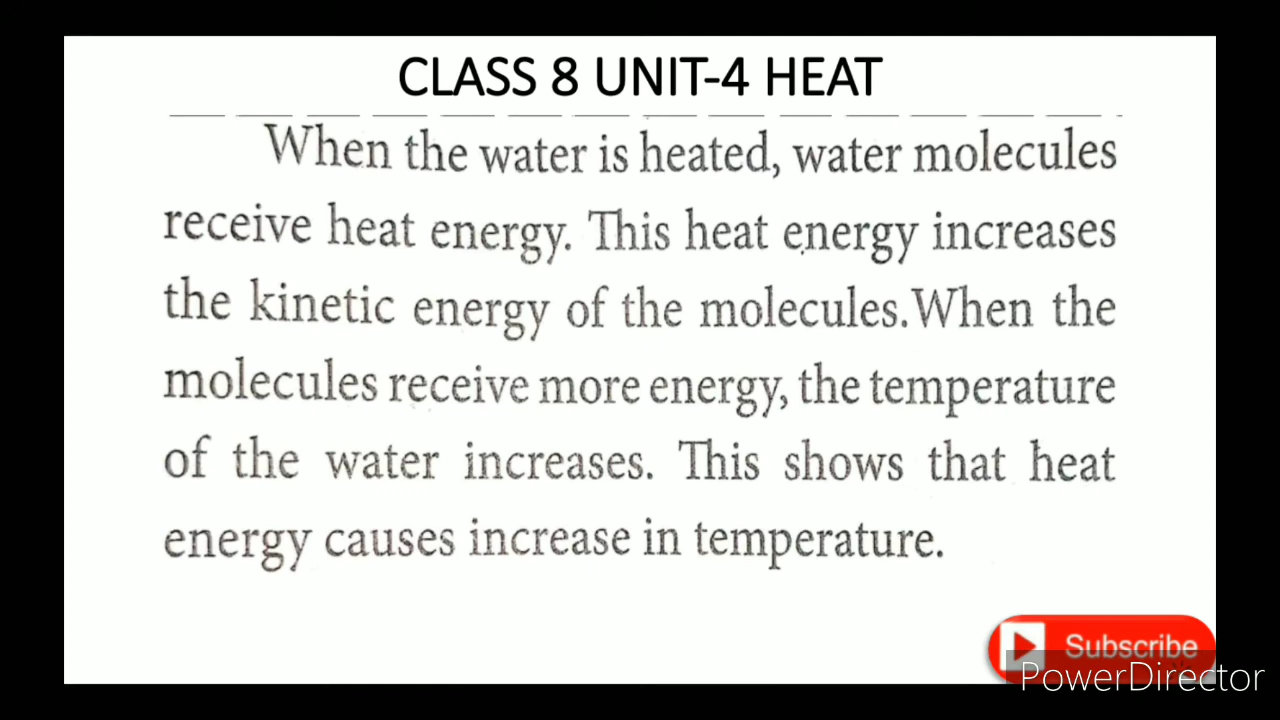 CLASS 8 UNIT-4 HEAT
When the water is heated, water molecules
receive heat energy. This heat energy increases
the kinetic energy of the molecules.When the
molecules receive more energy, the temperature
of the water increases. This shows that heat
energy causes increase in temperature.
Subscribe
PowerDirector